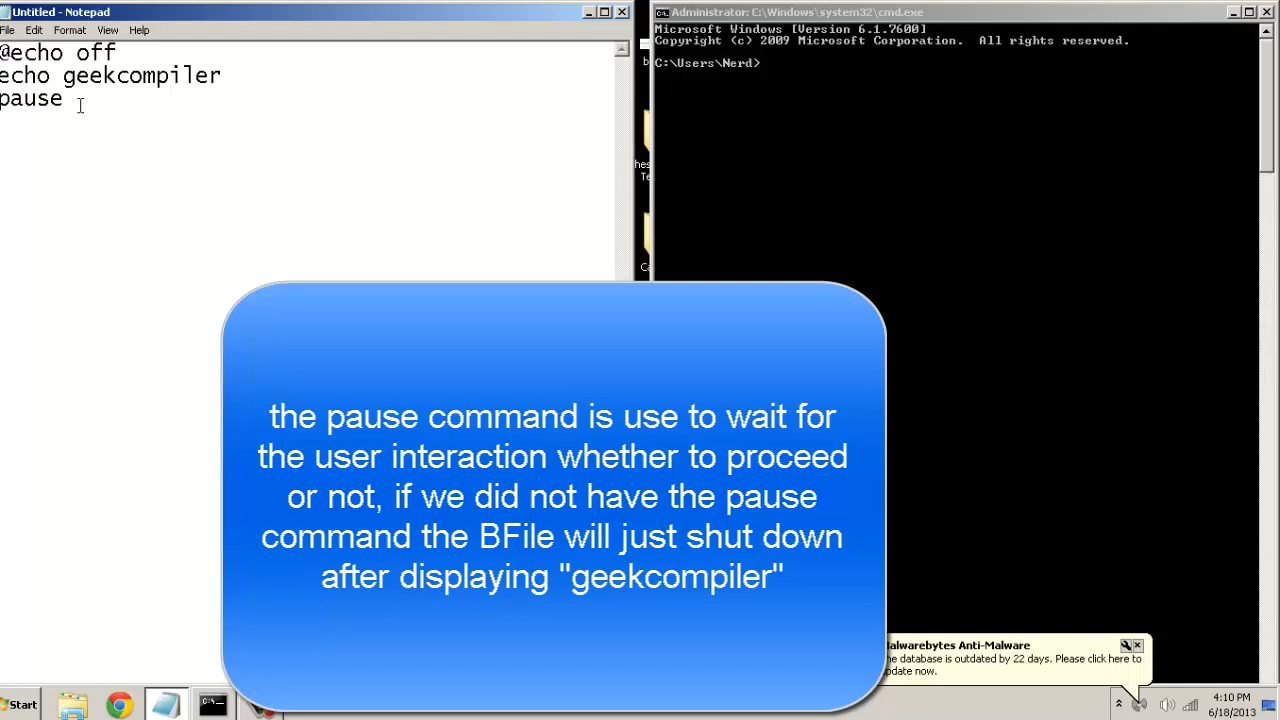 Untitled - Notepad
File Edit Format View Help
@echo off
echo geekcompiler
pause
Administrator: C:\Windows\system32\cmd.exe
Microsoft Windows [Version 6.1.7600]
Copyright (c) 2009 Microsoft Corporation.  All rights reserved.
C:\Users\Nerd>
the pause command is use to wait for
the user interaction whether to proceed
or not, if we did not have the pause
command the BFile will just shut down
after displaying "geekcompiler"
alwarebytes Anti-Malware
e database is outdated by 22 days. Please click here to
pdate now.
Start
4:10 PM
6/18/2013